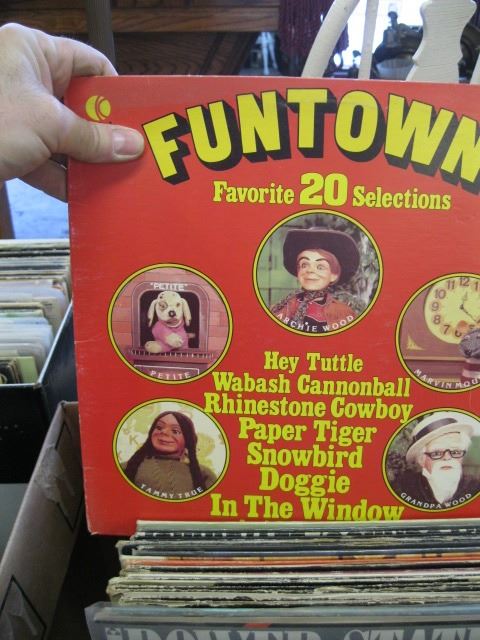 FUNTOWN
Favorite 20 Selections
"PETITE"
PETITE
ARCHIE WOOD
MARVIN MOU
TAMMY TRUE
GRANDPA WOOD
Hey Tuttle
Wabash Cannonball
Rhinestone Cowboy
Paper Tiger
Snowbird
Doggie
In The Window